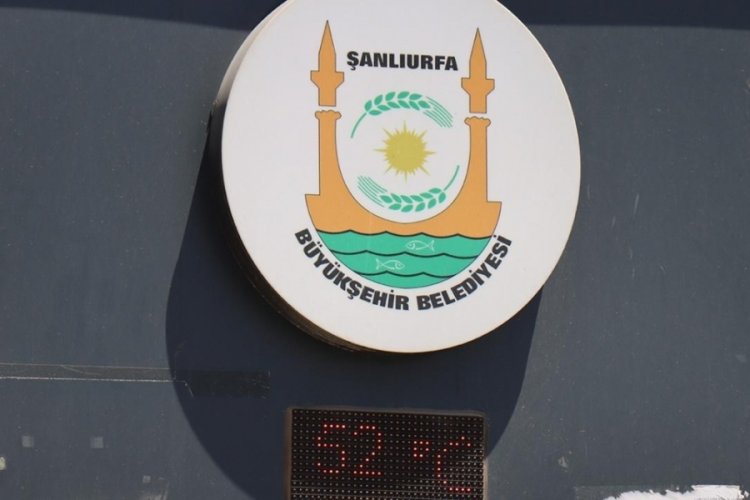 ŞANLIURFA
BÜYÜKŞEHİR BELEDİYESİ
52 °C